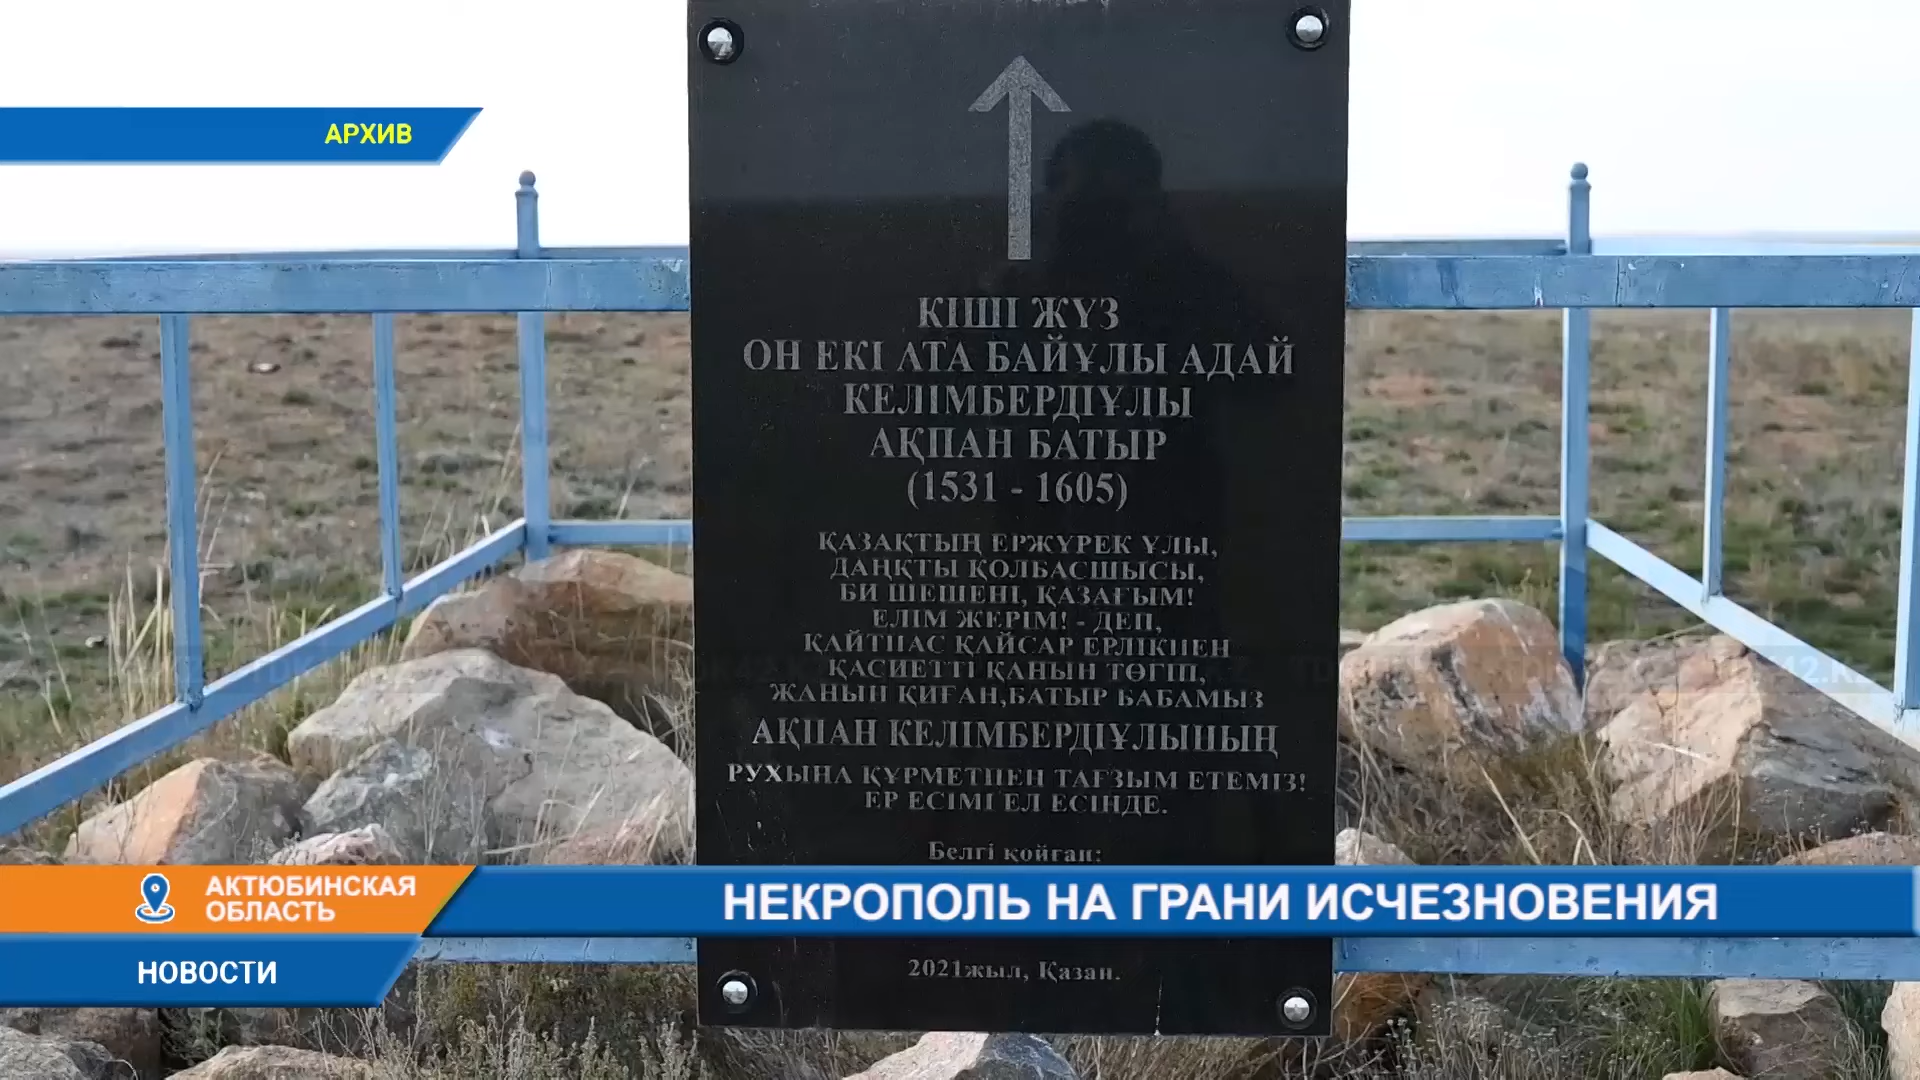 АРХИВ
КІШІ ЖҮЗ
ОН ЕКІ АТА БАЙҰЛЫ АДАЙ
КЕЛІМБЕРДІҰЛЫ
АҚПАН БАТЫР
(1531 - 1605)
ҚАЗАҚТЫҢ ЕРЖҮРЕК ҰЛЫ,
ДАҢҚТЫ ҚОЛБАСШЫСЫ,
БИ ШЕШЕНІ, ҚАЗАҒЫМ!
ЕЛІМ ЖЕРІМ! - ДЕП,
ҚАЙТПАС ҚАЙСАР ЕРЛІКПЕН
ҚАСИЕТТІ ҚАНЫН ТӨГІП,
ЖАНЫН ҚИҒАН,БАТЫР БАБАМЫЗ
АҚПАН КЕЛІМБЕРДІҰЛЫНЫҢ
РУХЫНА ҚҰРМЕТПЕН ТАҒЗЫМ ЕТЕМІЗ!
ЕР ЕСІМІ ЕЛ ЕСІНДЕ.
Белгі қойған:
АКТЮБИНСКАЯ
ОБЛАСТЬ
НЕКРОПОЛЬ НА ГРАНИ ИСЧЕЗНОВЕНИЯ
НОВОСТИ
2021жыл, Қазан.